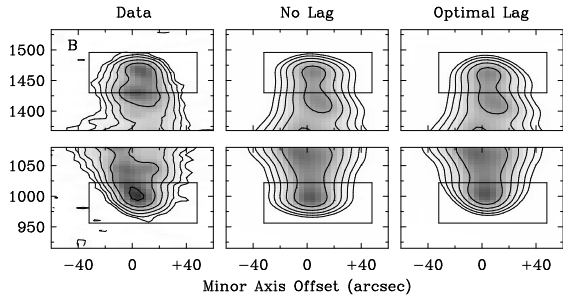 Data No Lag Optimal Lag
B
1500
1450
1400
1050
1000
950
−40 0 +40 −40 0 +40 −40 0 +40
Minor Axis Offset (arcsec)